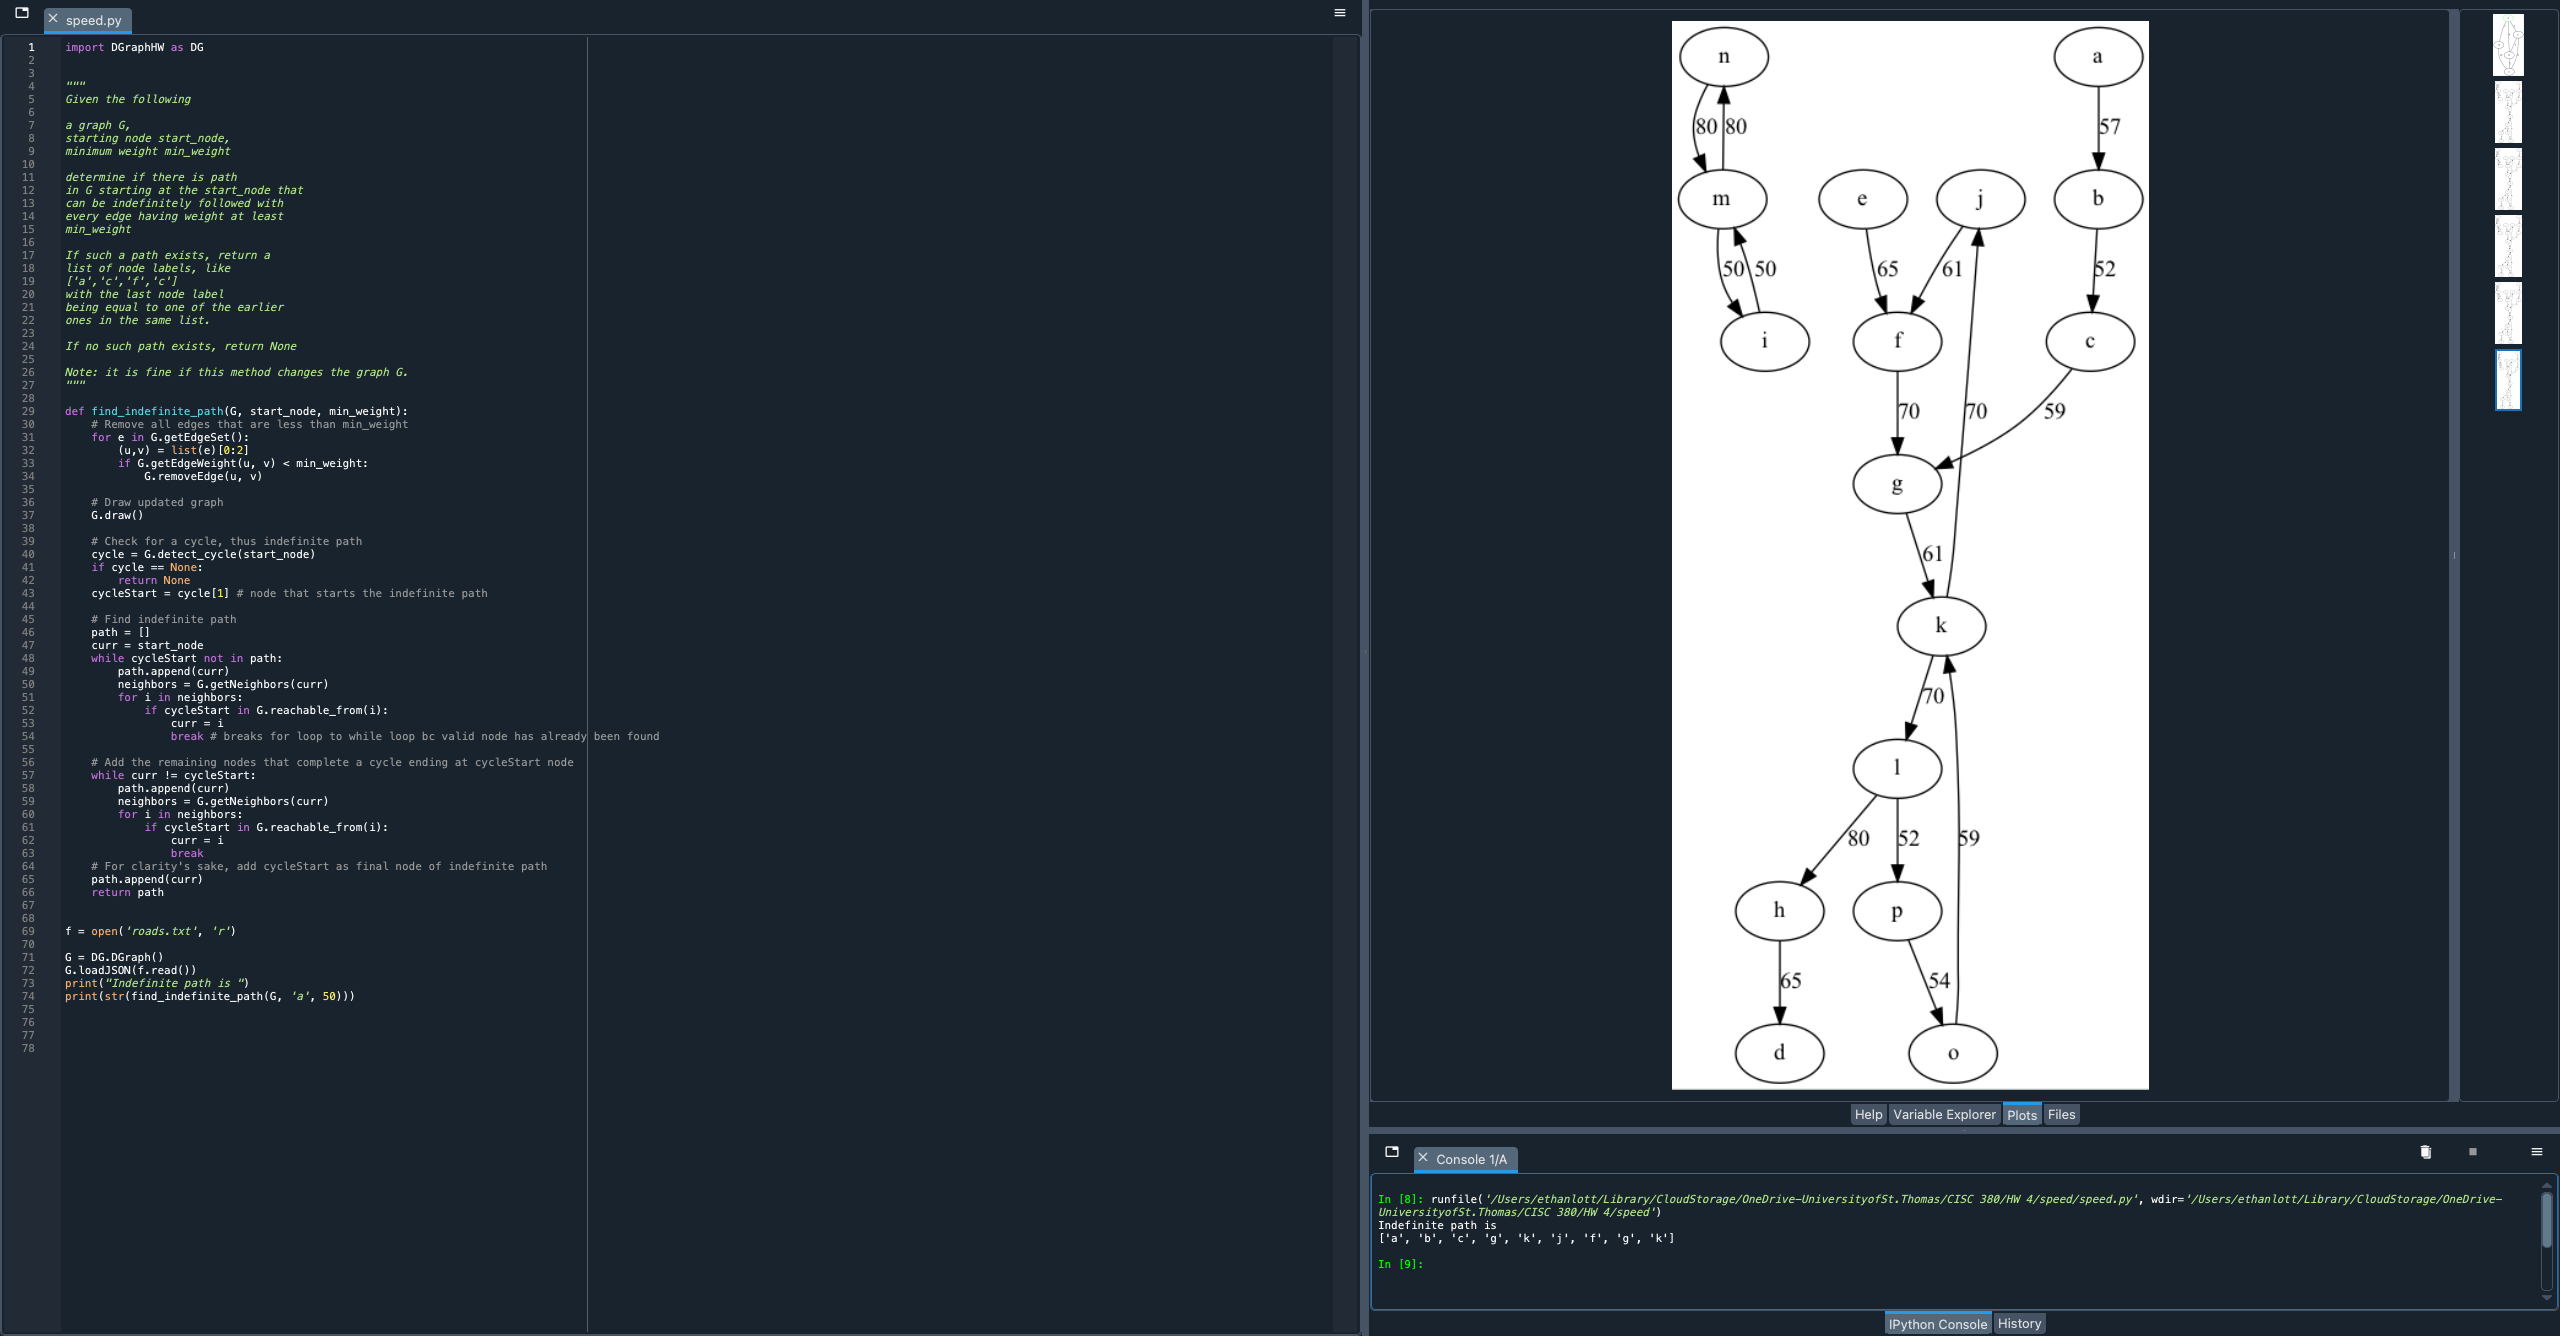 speed.py
1 import DGraphHW as DG
2
3
4 """
5 Given the following
6
7 a graph G,
8 starting node start_node,
9 minimum weight min_weight
10
11 determine if there is path
12 in G starting at the start_node that
13 can be indefinitely followed with
14 every edge having weight at least
15 min_weight
16
17 If such a path exists, return a
18 list of node labels, like
19 ['a','c','f','c']
20 with the last node label
21 being equal to one of the earlier
22 ones in the same list.
23
24 If no such path exists, return None
25
26 Note: it is fine if this method changes the graph G.
27 """
28
29 def find_indefinite_path(G, start_node, min_weight):
30     # Remove all edges that are less than min_weight
31     for e in G.getEdgeSet():
32         (u,v) = list(e)[0:2]
33         if G.getEdgeWeight(u, v) < min_weight:
34             G.removeEdge(u, v)
35
36     # Draw updated graph
37     G.draw()
38
39     # Check for a cycle, thus indefinite path
40     cycle = G.detect_cycle(start_node)
41     if cycle == None:
42         return None
43     cycleStart = cycle[1] # node that starts the indefinite path
44
45     # Find indefinite path
46     path = []
47     curr = start_node
48     while cycleStart not in path:
49         path.append(curr)
50         neighbors = G.getNeighbors(curr)
51         for i in neighbors:
52             if cycleStart in G.reachable_from(i):
53                 curr = i
54                 break # breaks for loop to while loop bc valid node has already been found
55
56     # Add the remaining nodes that complete a cycle ending at cycleStart node
57     while curr != cycleStart:
58         path.append(curr)
59         neighbors = G.getNeighbors(curr)
60         for i in neighbors:
61             if cycleStart in G.reachable_from(i):
62                 curr = i
63                 break
64     # For clarity's sake, add cycleStart as final node of indefinite path
65     path.append(curr)
66     return path
67
68
69 f = open('roads.txt', 'r')
70
71 G = DG.DGraph()
72 G.loadJSON(f.read())
73 print("Indefinite path is ")
74 print(str(find_indefinite_path(G, 'a', 50)))
75
76
77
78
n a
80 80 57
m e j b
50 50 65 61 52
i f c
70 70 59
g
61
k
70
l
80 52 59
h p
65 54
d o
Help Variable Explorer Plots Files
Console 1/A
In [8]: runfile('/Users/ethanlott/Library/CloudStorage/OneDrive-UniversityofSt.Thomas/CISC 380/HW 4/speed/speed.py', wdir='/Users/ethanlott/Library/CloudStorage/OneDrive-
UniversityofSt.Thomas/CISC 380/HW 4/speed')
Indefinite path is
['a', 'b', 'c', 'g', 'k', 'j', 'f', 'g', 'k']
In [9]:
IPython Console History